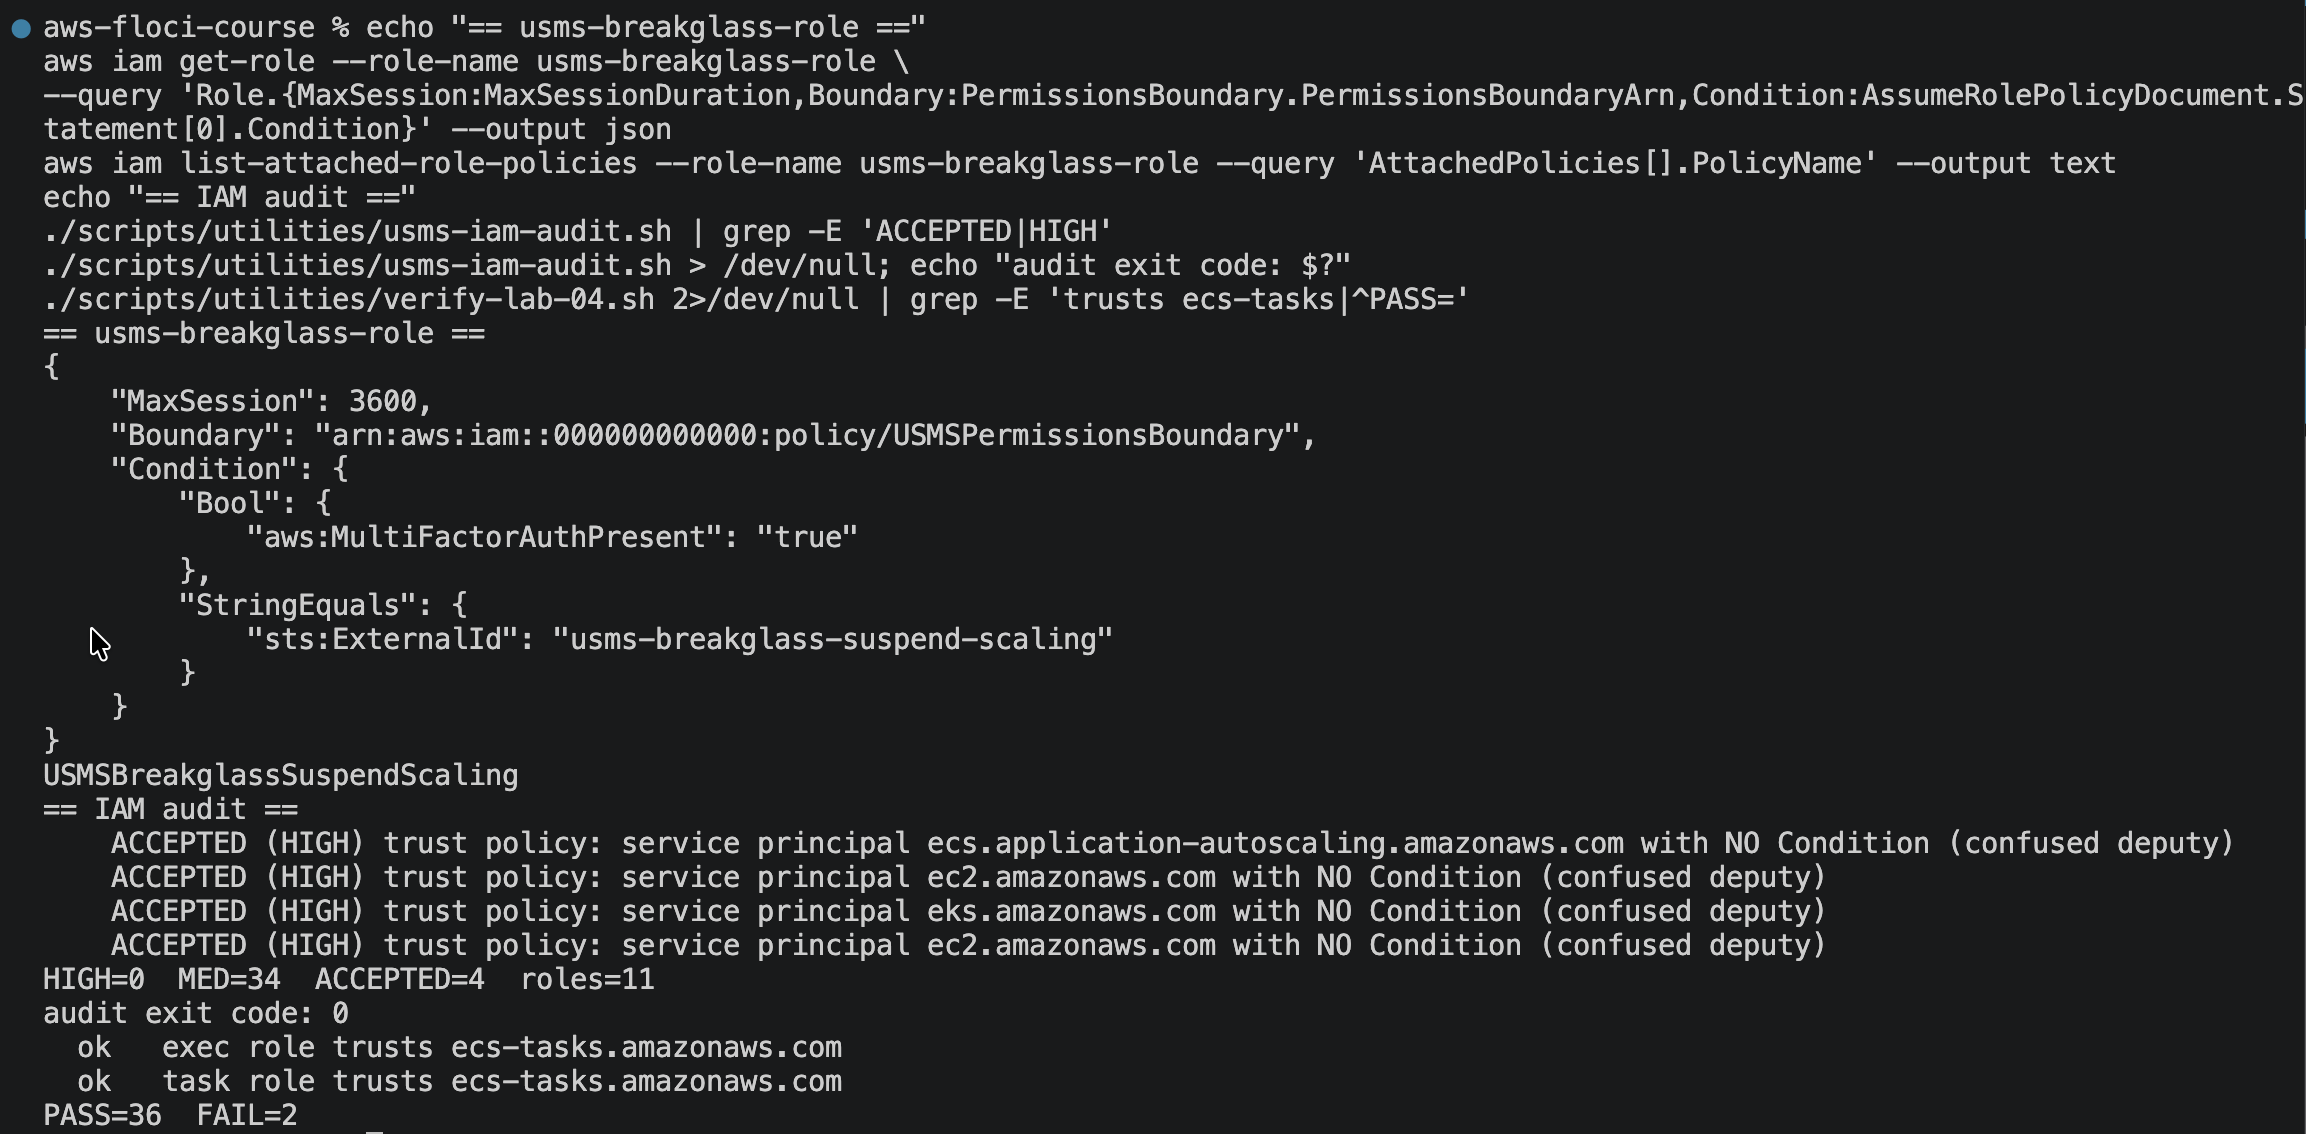 aws-floci-course % echo "== usms-breakglass-role =="
aws iam get-role --role-name usms-breakglass-role \
--query 'Role.{MaxSession:MaxSessionDuration,Boundary:PermissionsBoundary.PermissionsBoundaryArn,Condition:AssumeRolePolicyDocument.S
tatement[0].Condition}' --output json
aws iam list-attached-role-policies --role-name usms-breakglass-role --query 'AttachedPolicies[].PolicyName' --output text
echo "== IAM audit =="
./scripts/utilities/usms-iam-audit.sh | grep -E 'ACCEPTED|HIGH'
./scripts/utilities/usms-iam-audit.sh > /dev/null; echo "audit exit code: $?"
./scripts/utilities/verify-lab-04.sh 2>/dev/null | grep -E 'trusts ecs-tasks|^PASS='
== usms-breakglass-role ==
{
    "MaxSession": 3600,
    "Boundary": "arn:aws:iam::000000000000:policy/USMSPermissionsBoundary",
    "Condition": {
        "Bool": {
            "aws:MultiFactorAuthPresent": "true"
        },
        "StringEquals": {
            "sts:ExternalId": "usms-breakglass-suspend-scaling"
        }
    }
}
USMSBreakglassSuspendScaling
== IAM audit ==
    ACCEPTED (HIGH) trust policy: service principal ecs.application-autoscaling.amazonaws.com with NO Condition (confused deputy)
    ACCEPTED (HIGH) trust policy: service principal ec2.amazonaws.com with NO Condition (confused deputy)
    ACCEPTED (HIGH) trust policy: service principal eks.amazonaws.com with NO Condition (confused deputy)
    ACCEPTED (HIGH) trust policy: service principal ec2.amazonaws.com with NO Condition (confused deputy)
HIGH=0  MED=34  ACCEPTED=4  roles=11
audit exit code: 0
  ok   exec role trusts ecs-tasks.amazonaws.com
  ok   task role trusts ecs-tasks.amazonaws.com
PASS=36  FAIL=2